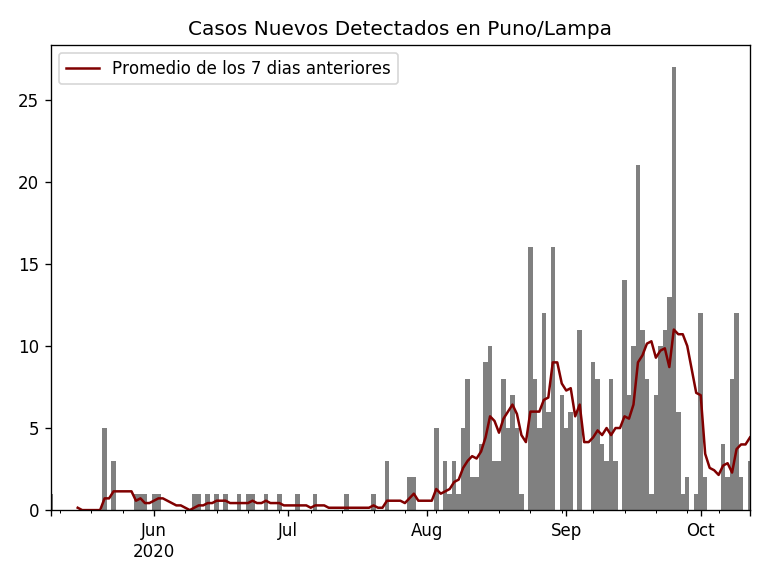 Casos Nuevos Detectados en Puno/Lampa
Promedio de los 7 dias anteriores
25
20
15
10
5
0
Jun Jul Aug Sep Oct
2020